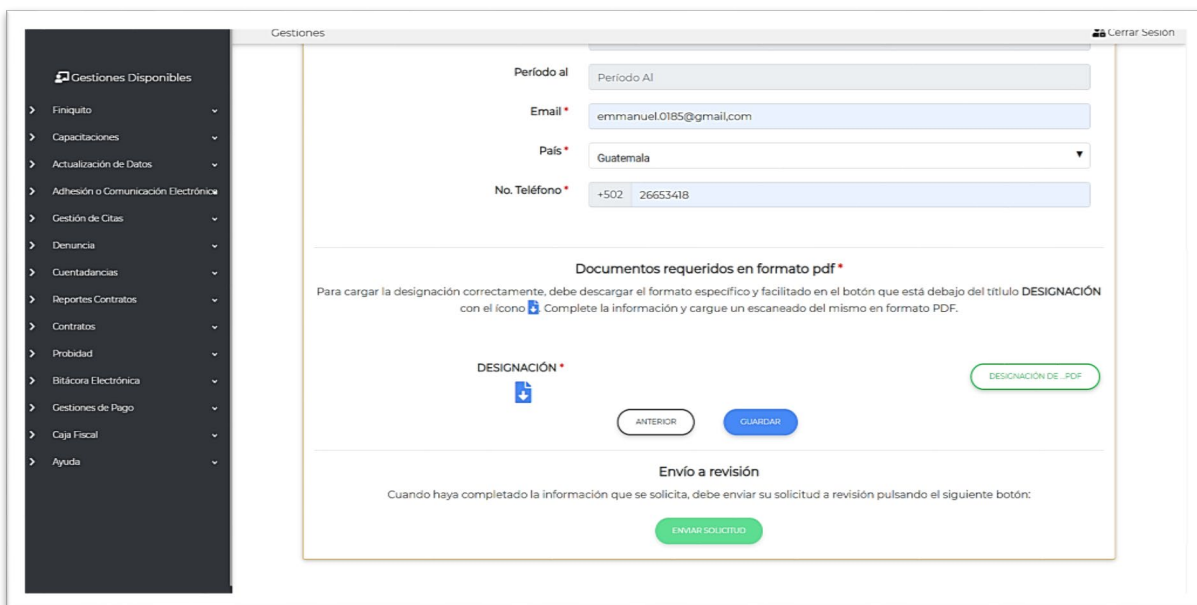 Gestiones
Cerrar Sesión
Gestiones Disponibles
Finiquito
Capacitaciones
Actualización de Datos
Adhesión o Comunicación Electrónica
Gestión de Citas
Denuncia
Cuentadancias
Reportes Contratos
Contratos
Probidad
Bitácora Electrónica
Gestiones de Pago
Caja Fiscal
Ayuda
Período al
Período Al
Email *
emmanuel.0185@gmail,com
País *
Guatemala
No. Teléfono *
+502 26653418
Documentos requeridos en formato pdf *
Para cargar la designación correctamente, debe descargar el formato específico y facilitado en el botón que está debajo del títlulo DESIGNACIÓN
con el ícono . Complete la información y cargue un escaneado del mismo en formato PDF.
DESIGNACIÓN *
DESIGNACIÓN DE ...PDF
ANTERIOR
GUARDAR
Envío a revisión
Cuando haya completado la información que se solicita, debe enviar su solicitud a revisión pulsando el siguiente botón:
ENVIAR SOLICITUD